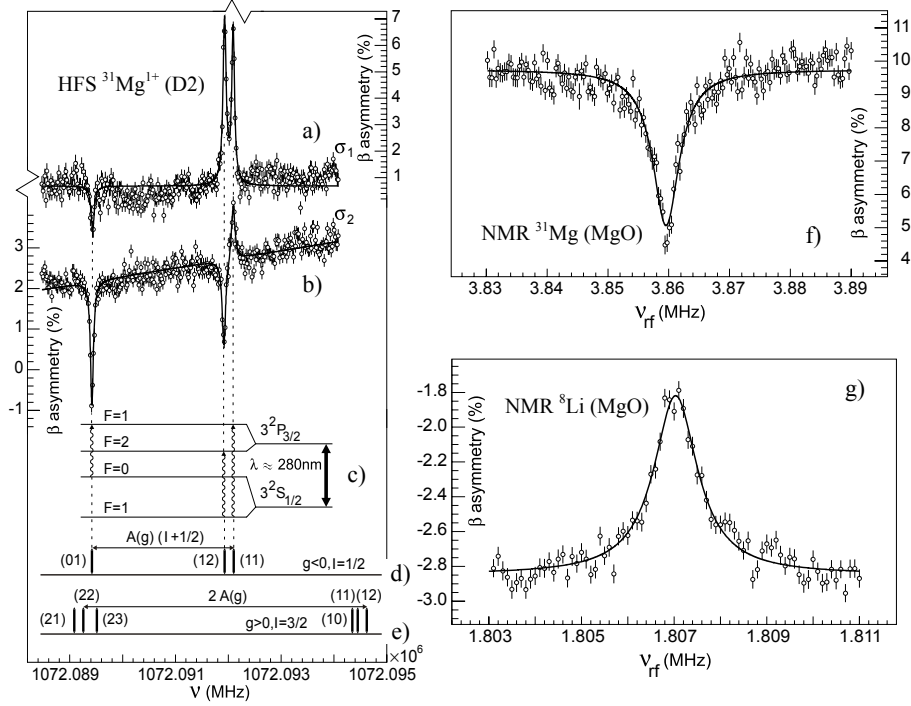 HFS ³¹Mg¹⁺ (D2)
a)
σ₁
7
6
5
4
3
2
1
β asymmetry (%)
σ₂
b)
3
2
1
0
-1
β asymmetry (%)
F=1
3²P₃/₂
F=2
λ ≈ 280nm
c)
F=0
3²S₁/₂
F=1
A(g) (I+1/2)
(01) (12) (11) g<0,I=1/2 d)
(22) 2 A(g) (11)(12)
(21) (23) g>0,I=3/2 (10) e)
×10⁶
1072.089 1072.091 1072.093 1072.095
ν (MHz)
11
10
9
8
7
6
5
4
β asymmetry (%)
NMR ³¹Mg (MgO) f)
3.83 3.84 3.85 3.86 3.87 3.88 3.89
νrf (MHz)
g)
NMR ⁸Li (MgO)
-1.8
-2.0
-2.2
-2.4
-2.6
-2.8
-3.0
β asymmetry (%)
1.803 1.805 1.807 1.809 1.811
νrf (MHz)